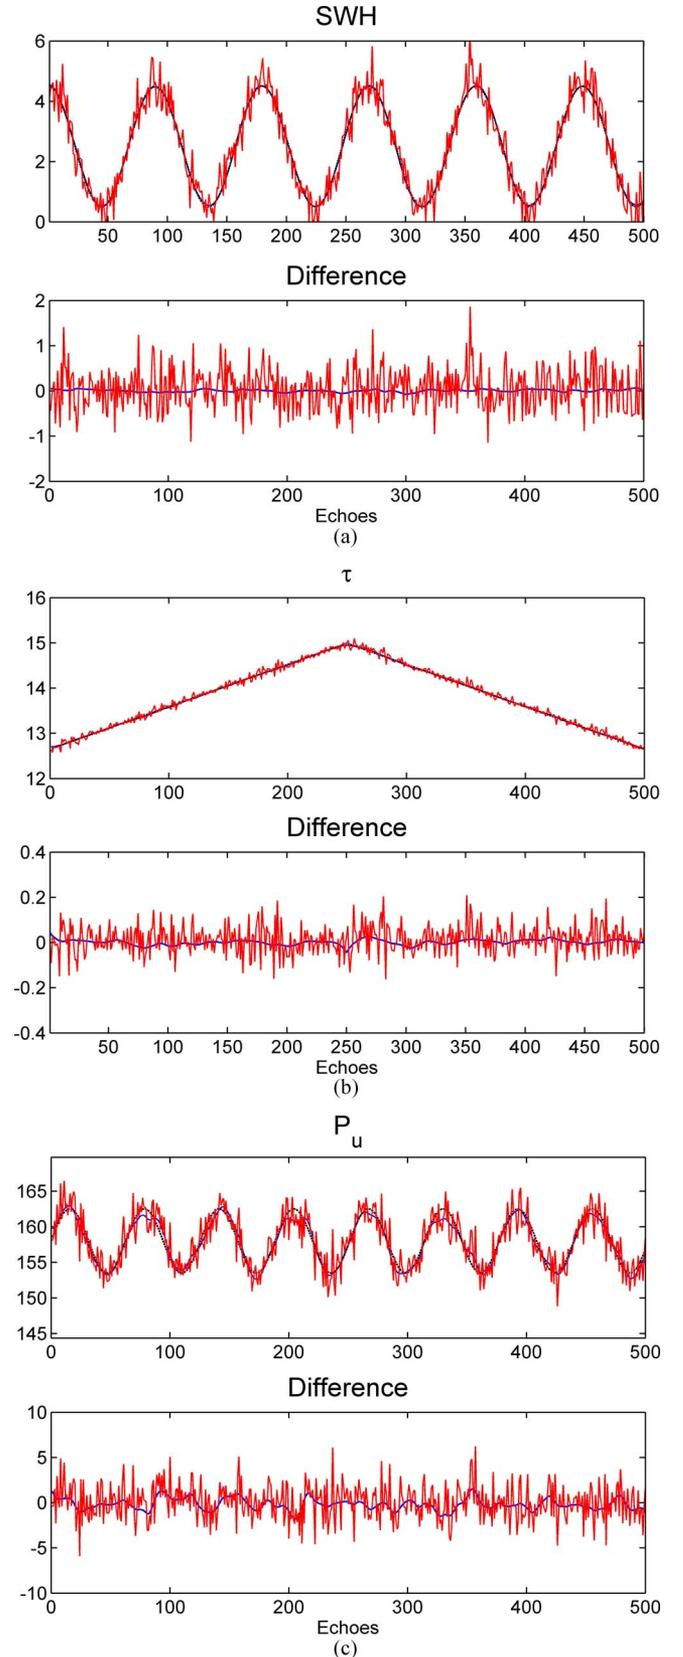 SWH
6
4
2
0
50 100 150 200 250 300 350 400 450 500
Difference
2
1
0
-1
-2
0 100 200 300 400 500
Echoes
(a)
τ
16
15
14
13
12
0 100 200 300 400 500
Difference
0.4
0.2
0
-0.2
-0.4
50 100 150 200 250 300 350 400 450 500
Echoes
(b)
Pu
165
160
155
150
145
0 100 200 300 400 500
Difference
10
5
0
-5
-10
0 100 200 300 400 500
Echoes
(c)